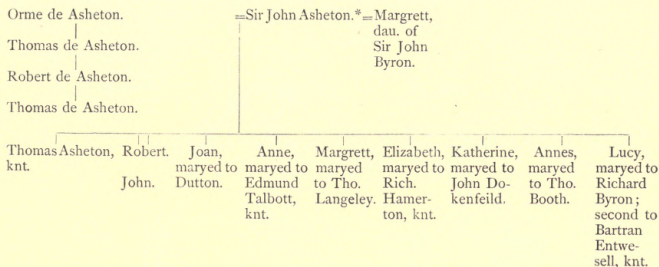 Orme de Asheton.
Thomas de Asheton.
Robert de Asheton.
Thomas de Asheton.
=Sir John Asheton.*=Margrett,
dau. of
Sir John
Byron.
Thomas Asheton,
knt.
Robert.
John.
Joan,
maryed to
Dutton.
Anne,
maryed to
Edmund
Talbott,
knt.
Margrett,
maryed
to Tho.
Langeley.
Elizabeth,
maryed to
Rich.
Hamer-
ton, knt.
Katherine,
maryed to
John Do-
kenfeild.
Annes,
maryed
to Tho.
Booth.
Lucy,
maryed to
Richard
Byron;
second to
Bartran
Entwe-
sell, knt.